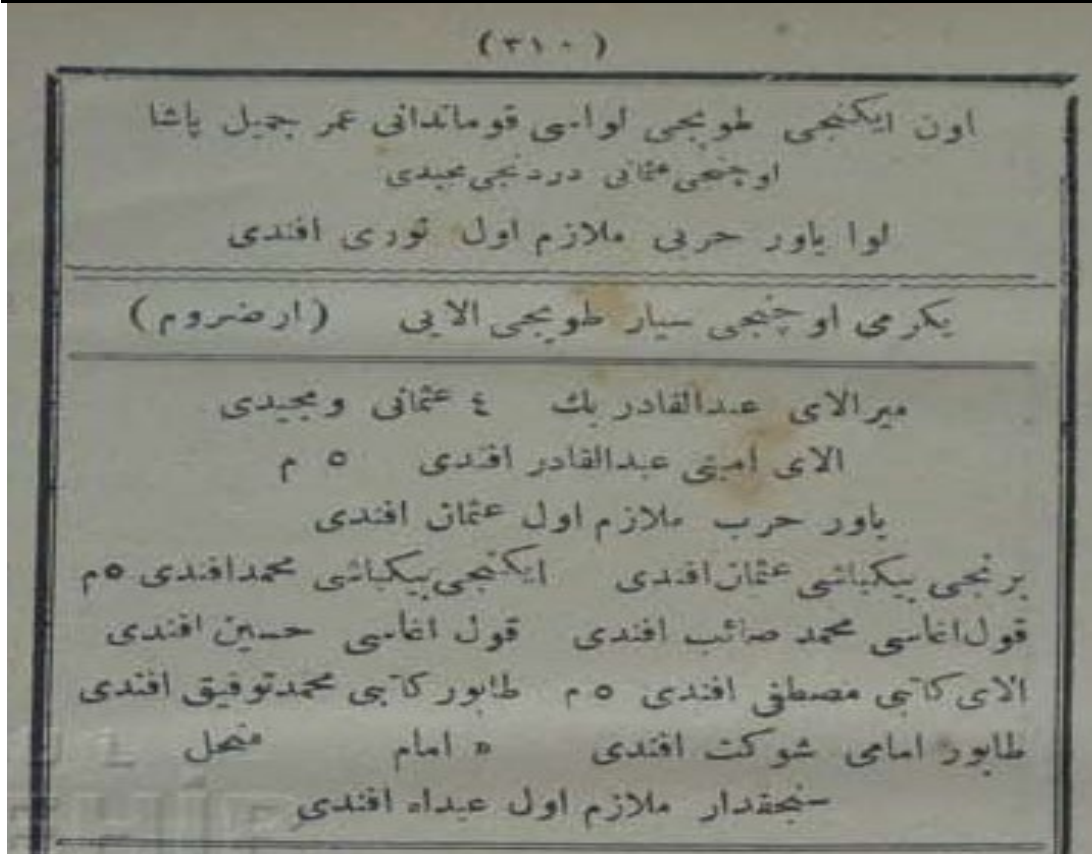 (٣١٠)
اون ایکنجی طوپجی لواسی قوماندانی عمر جمیل پاشا
اوچنجی عثمانی دردنجی مجیدی
لوا یاور حربی ملازم اول نوری افندی
یکرمی اوچنجی سیار طوپجی الایی (ارضروم)
میرالای عبدالقادر بك ٤ عثمانی ومجیدی
الای امینی عبدالقادر افندی ٥ م
یاور حرب ملازم اول عثمان افندی
برنجی بیکباشی عثمان افندی ایکنجی بیکباشی محمد افندی ٥ م
قول اغاسی محمد صائب افندی قول اغاسی حسین افندی
الای کاتبی مصطفی افندی ٥ م طابور کاتبی محمد توفیق افندی
طابور امامی شوکت افندی « امام منحل
سنجقدار ملازم اول عبداه افندی